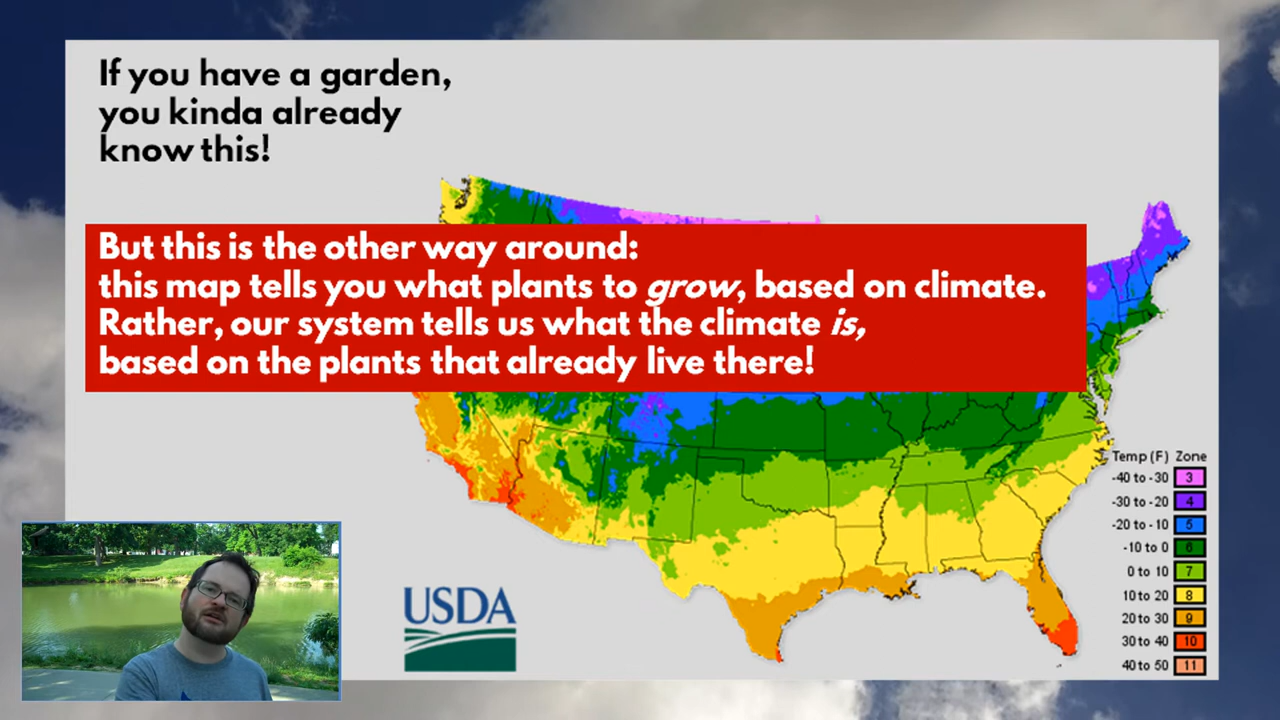 If you have a garden,
you kinda already
know this!
But this is the other way around:
this map tells you what plants to grow, based on climate.
Rather, our system tells us what the climate is,
based on the plants that already live there!
Temp (F) Zone
-40 to -30 3
-30 to -20 4
-20 to -10 5
-10 to 0 6
0 to 10 7
10 to 20 8
20 to 30 9
30 to 40 10
40 to 50 11
USDA